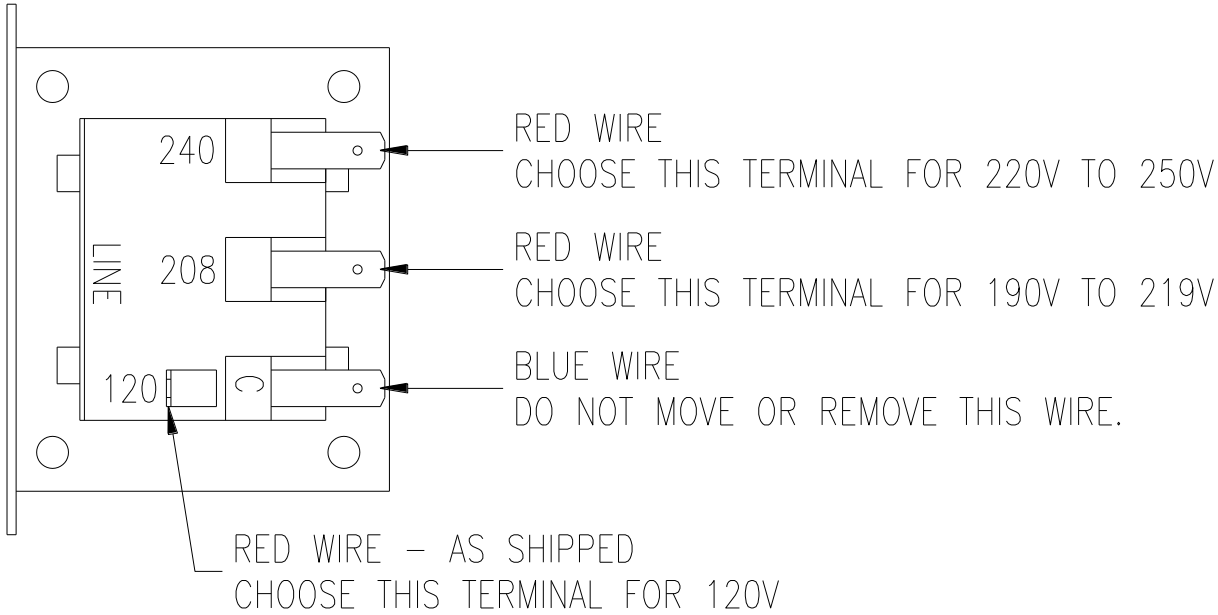 240
RED WIRE
CHOOSE THIS TERMINAL FOR 220V TO 250V
LINE
208
RED WIRE
CHOOSE THIS TERMINAL FOR 190V TO 219V
120
C
BLUE WIRE
DO NOT MOVE OR REMOVE THIS WIRE.
RED WIRE – AS SHIPPED
CHOOSE THIS TERMINAL FOR 120V